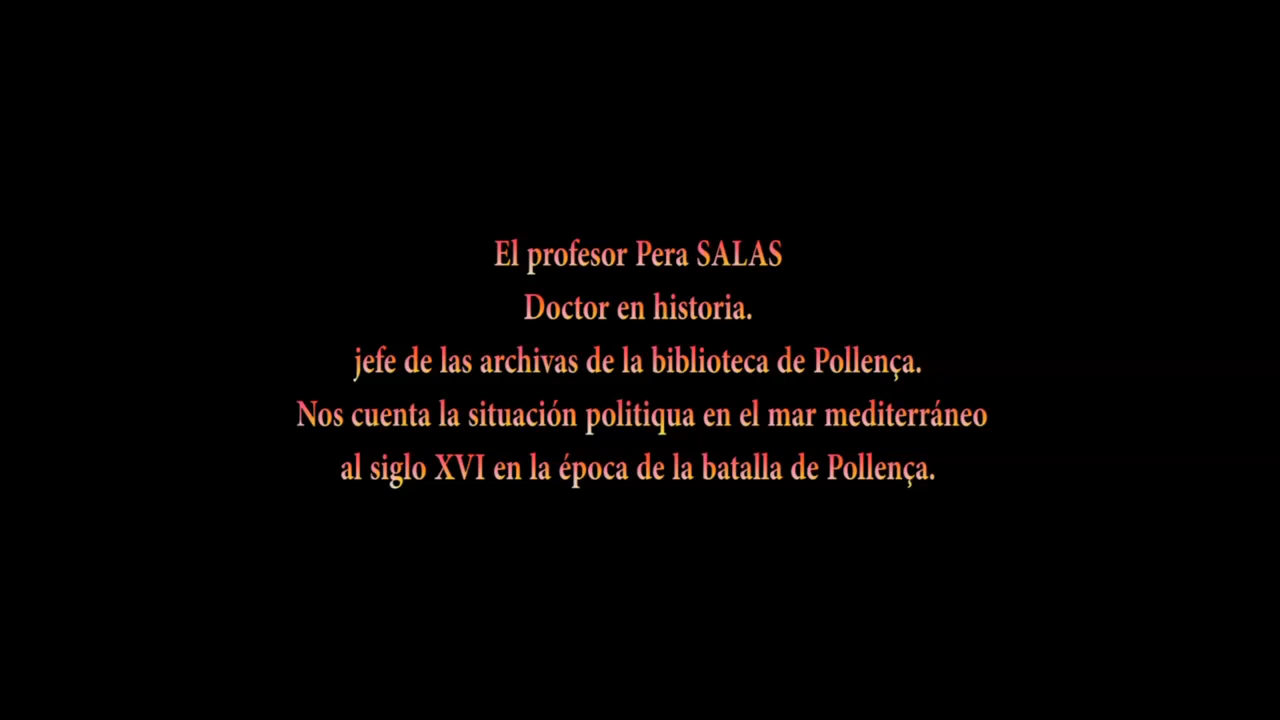 El profesor Pera SALAS
Doctor en historia.
jefe de las archivas de la biblioteca de Pollença.
Nos cuenta la situación politiqua en el mar mediterráneo
al siglo XVI en la época de la batalla de Pollença.